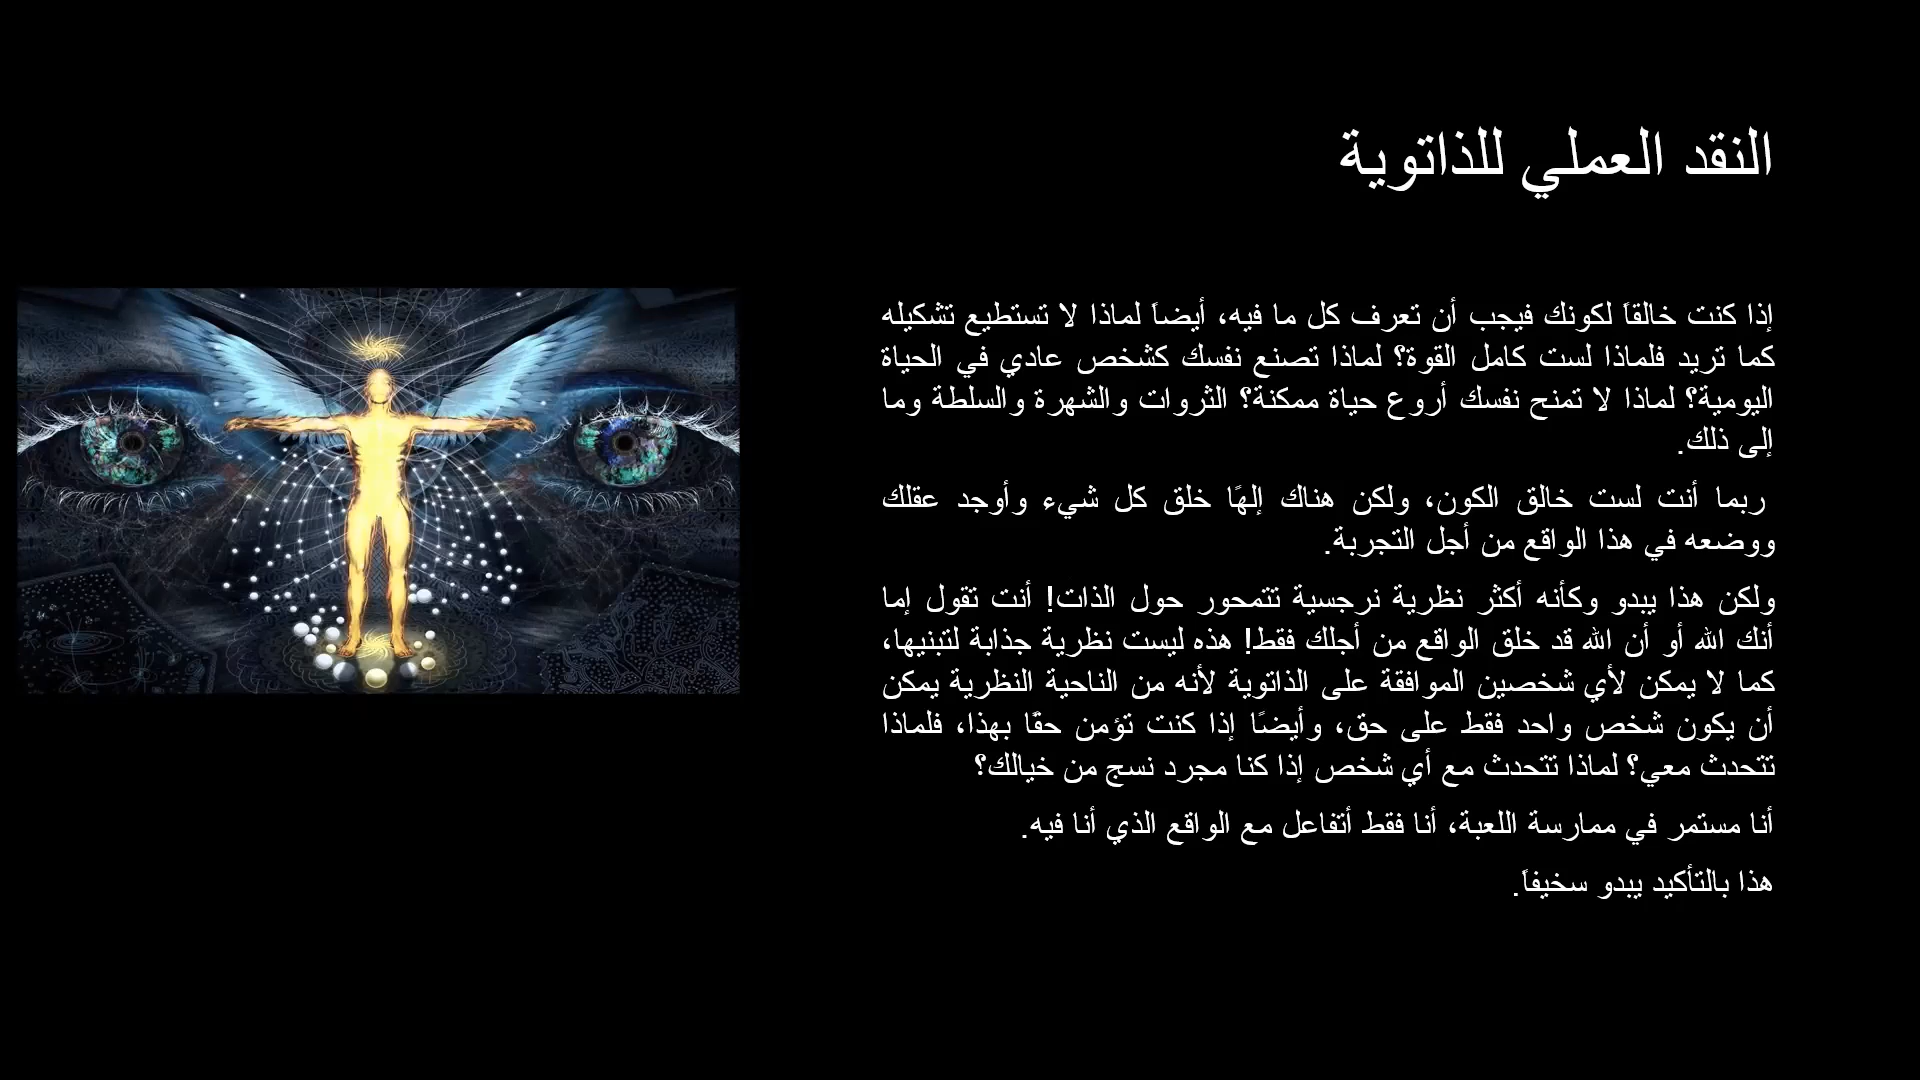 النقد العملي للذاتوية
إذا كنت خالقاً لكونك فيجب أن تعرف كل ما فيه، أيضاً لماذا لا تستطيع تشكيله
كما تريد فلماذا لست كامل القوة؟ لماذا تصنع نفسك كشخص عادي في الحياة
اليومية؟ لماذا لا تمنح نفسك أروع حياة ممكنة؟ الثروات والشهرة والسلطة وما
إلى ذلك.
ربما أنت لست خالق الكون، ولكن هناك إلهًا خلق كل شيء وأوجد عقلك
ووضعه في هذا الواقع من أجل التجربة.
ولكن هذا يبدو وكأنه أكثر نظرية نرجسية تتمحور حول الذات! أنت تقول إما
أنك الله أو أن الله قد خلق الواقع من أجلك فقط! هذه ليست نظرية جذابة لتبنيها،
كما لا يمكن لأي شخصين الموافقة على الذاتوية لأنه من الناحية النظرية يمكن
أن يكون شخص واحد فقط على حق، وأيضًا إذا كنت تؤمن حقًا بهذا، فلماذا
تتحدث معي؟ لماذا تتحدث مع أي شخص إذا كنا مجرد نسج من خيالك؟
أنا مستمر في ممارسة اللعبة، أنا فقط أتفاعل مع الواقع الذي أنا فيه.
هذا بالتأكيد يبدو سخيفاً.